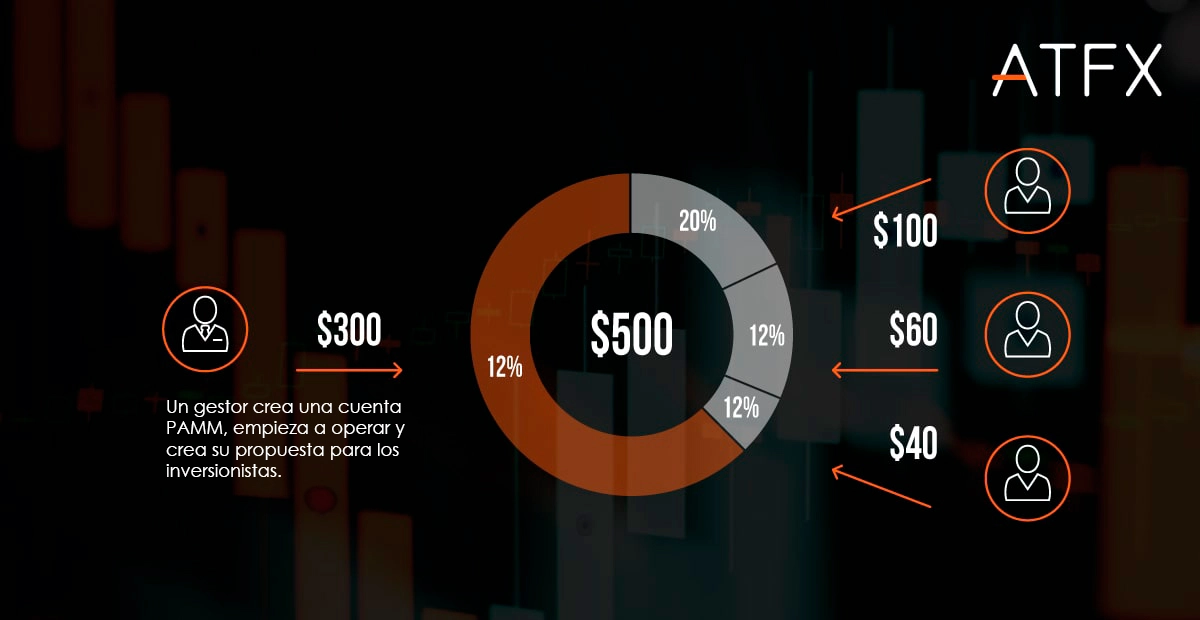 ATFX
20%
$100
$300
$500
12%
$60
12%
12%
$40
Un gestor crea una cuenta
PAMM, empieza a operar y
crea su propuesta para los
inversionistas.